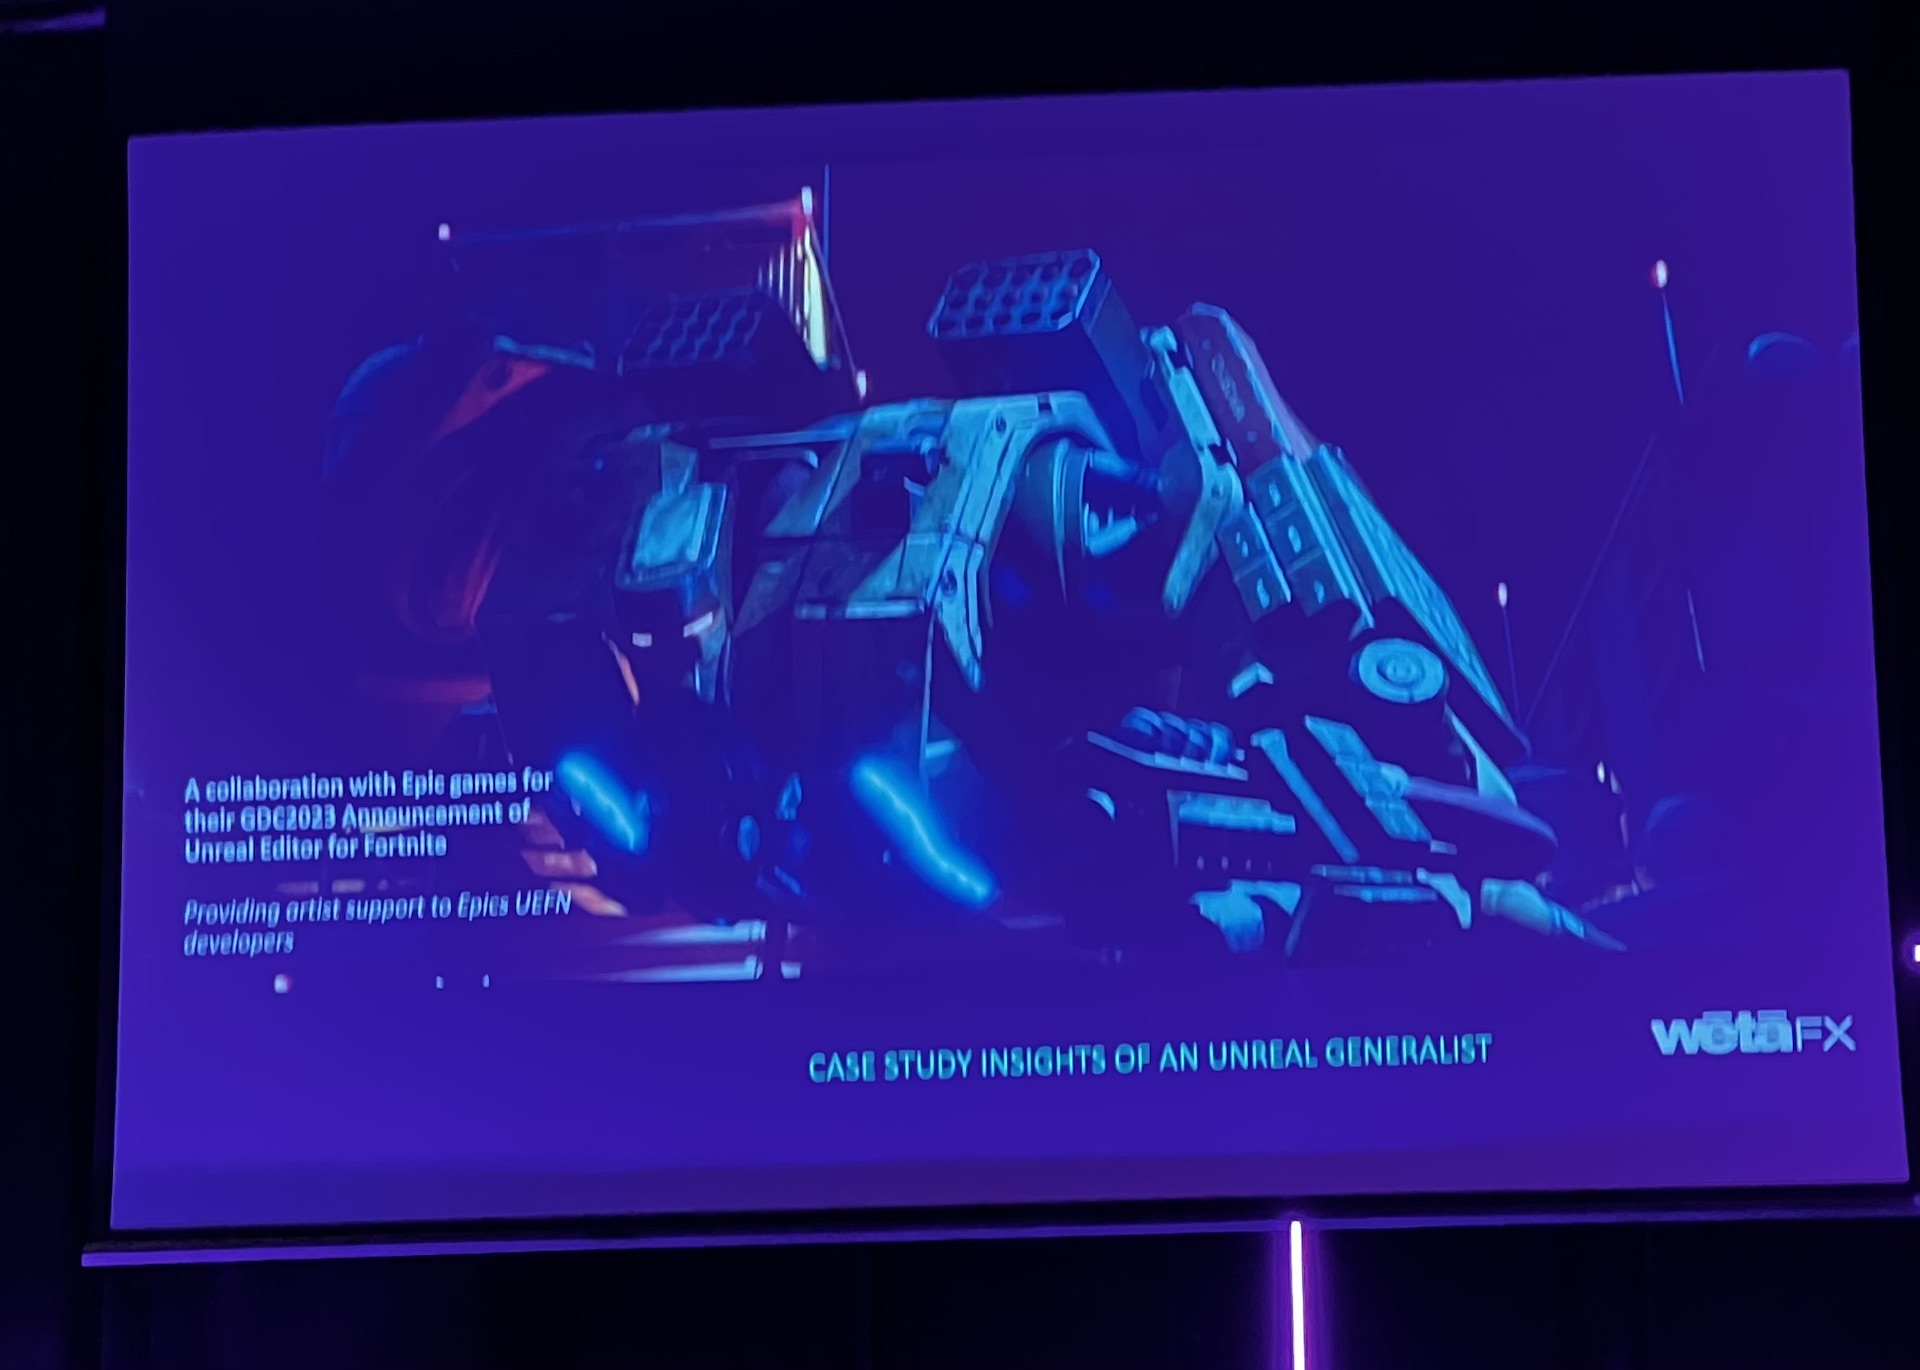 A collaboration with Epic games for
their GDC2023 Announcement of
Unreal Editor for Fortnite
Providing artist support to Epics UEFN
developers
CASE STUDY INSIGHTS OF AN UNREAL GENERALIST
wētāFX